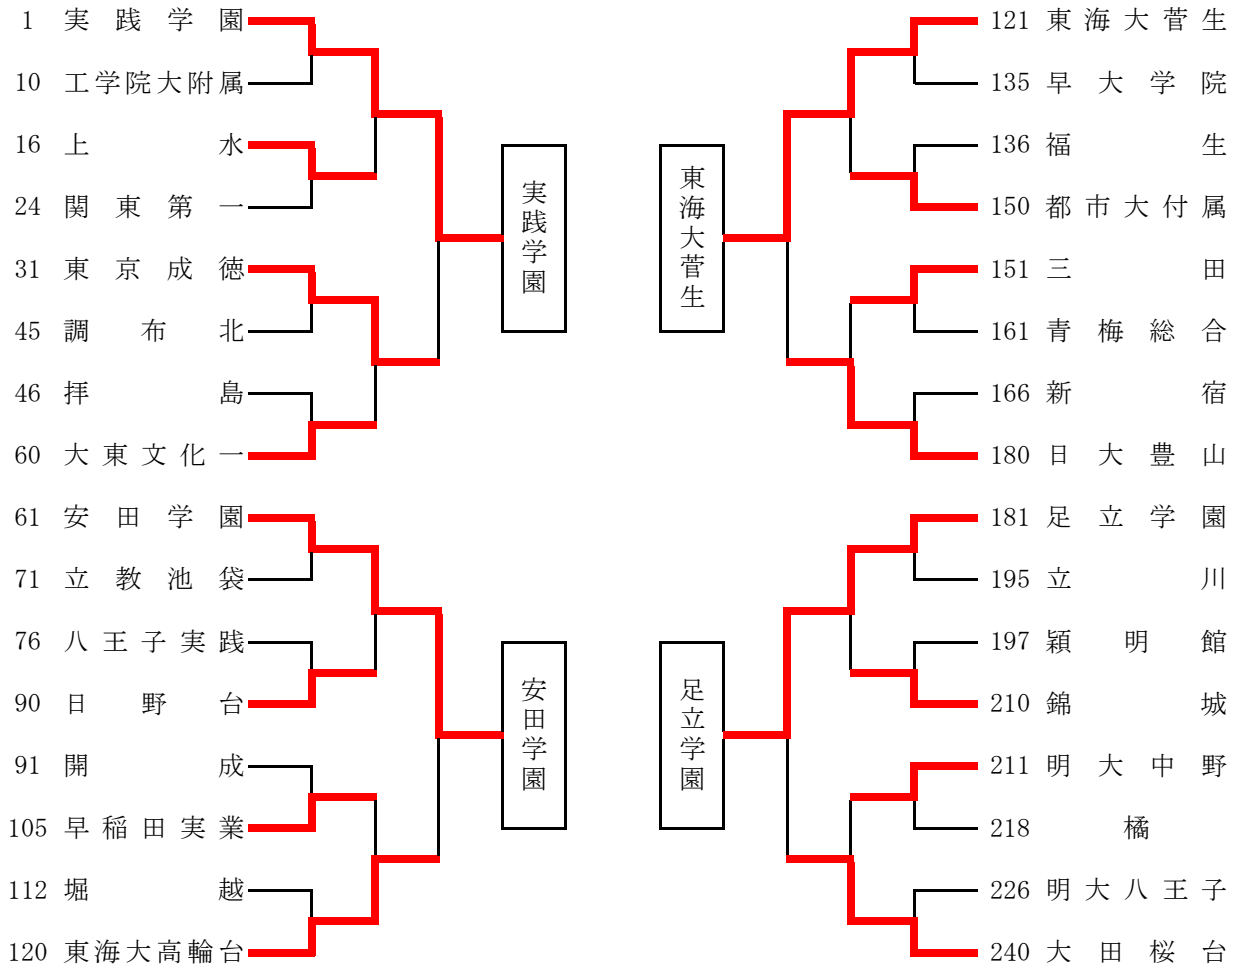 1 実践学園
10 工学院大附属
16 上水
24 関東第一
31 東京成徳
45 調布北
46 拝島
60 大東文化一
61 安田学園
71 立教池袋
76 八王子実践
90 日野台
91 開成
105 早稲田実業
112 堀越
120 東海大高輪台
実践学園
安田学園
東海大菅生
足立学園
121 東海大菅生
135 早大学院
136 福生
150 都市大付属
151 三田
161 青梅総合
166 新宿
180 日大豊山
181 足立学園
195 立川
197 穎明館
210 錦城
211 明大中野
218 橘
226 明大八王子
240 大田桜台